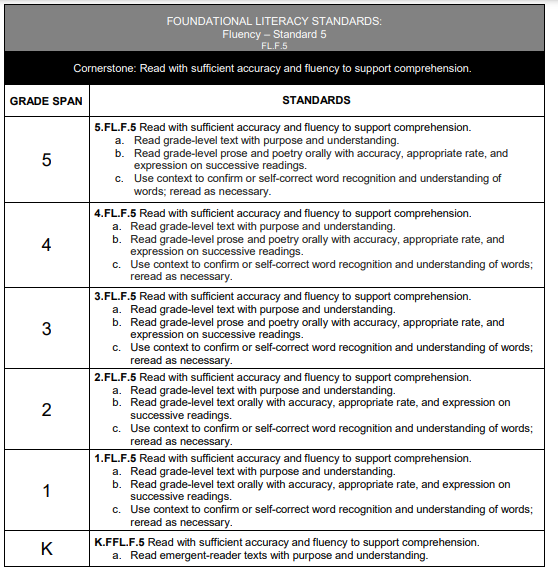 FOUNDATIONAL LITERACY STANDARDS:
Fluency – Standard 5
FL.F.5
Cornerstone: Read with sufficient accuracy and fluency to support comprehension.
GRADE SPAN
STANDARDS
5
5.FL.F.5 Read with sufficient accuracy and fluency to support comprehension.
a. Read grade-level text with purpose and understanding.
b. Read grade-level prose and poetry orally with accuracy, appropriate rate, and
expression on successive readings.
c. Use context to confirm or self-correct word recognition and understanding of
words; reread as necessary.
4
4.FL.F.5 Read with sufficient accuracy and fluency to support comprehension.
a. Read grade-level text with purpose and understanding.
b. Read grade-level prose and poetry orally with accuracy, appropriate rate, and
expression on successive readings.
c. Use context to confirm or self-correct word recognition and understanding of words;
reread as necessary.
3
3.FL.F.5 Read with sufficient accuracy and fluency to support comprehension.
a. Read grade-level text with purpose and understanding.
b. Read grade-level prose and poetry orally with accuracy, appropriate rate, and
expression on successive readings.
c. Use context to confirm or self-correct word recognition and understanding of words;
reread as necessary.
2
2.FL.F.5 Read with sufficient accuracy and fluency to support comprehension.
a. Read grade-level text with purpose and understanding.
b. Read grade-level text orally with accuracy, appropriate rate, and expression on
successive readings.
c. Use context to confirm or self-correct word recognition and understanding of words;
reread as necessary.
1
1.FL.F.5 Read with sufficient accuracy and fluency to support comprehension.
a. Read grade-level text with purpose and understanding.
b. Read grade-level text orally with accuracy, appropriate rate, and expression on
successive readings.
c. Use context to confirm or self-correct word recognition and understanding of words;
reread as necessary.
K
K.FFL.F.5 Read with sufficient accuracy and fluency to support comprehension.
a. Read emergent-reader texts with purpose and understanding.